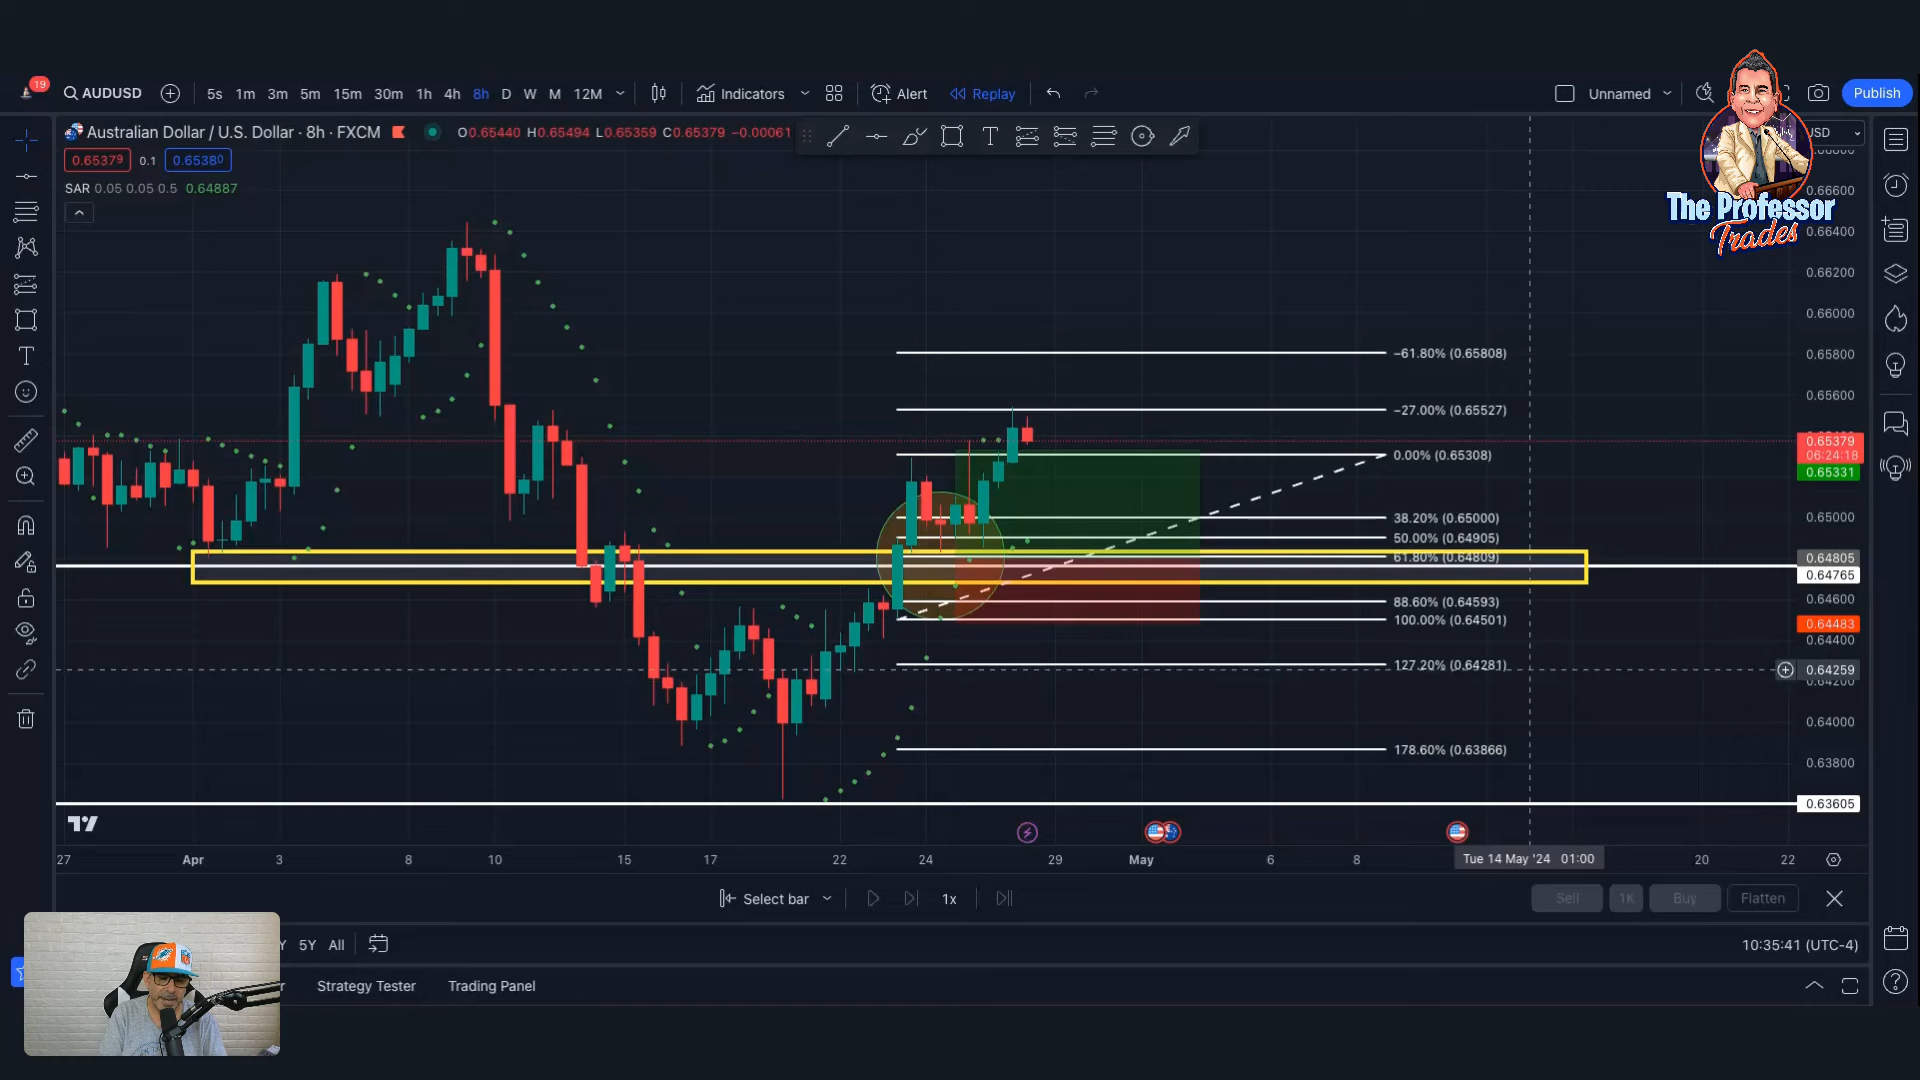 19
AUDUSD
5s 1m 3m 5m 15m 30m 1h 4h 8h D W M 12M
Indicators
Alert
Replay
Unnamed
Publish
Australian Dollar / U.S. Dollar · 8h · FXCM
O0.65440 H0.65494 L0.65359 C0.65379 −0.00061
USD
0.65379 0.1 0.65380
SAR 0.05 0.05 0.5 0.64887
The Professor
Trades
0.66600
0.66400
0.66200
0.66000
0.65800
0.65600
0.65379
06:24:18
0.65331
0.65000
0.64805
0.64765
0.64600
0.64483
0.64400
0.64259
0.64200
0.64000
0.63800
0.63605
−61.80% (0.65808)
−27.00% (0.65527)
0.00% (0.65308)
38.20% (0.65000)
50.00% (0.64905)
61.80% (0.64809)
88.60% (0.64593)
100.00% (0.64501)
127.20% (0.64281)
178.60% (0.63866)
27 Apr 3 8 10 15 17 22 24 29 May 6 8 Tue 14 May '24 01:00 20 22
Select bar
1x
Sell
1K
Buy
Flatten
5Y All
10:35:41 (UTC-4)
Strategy Tester
Trading Panel